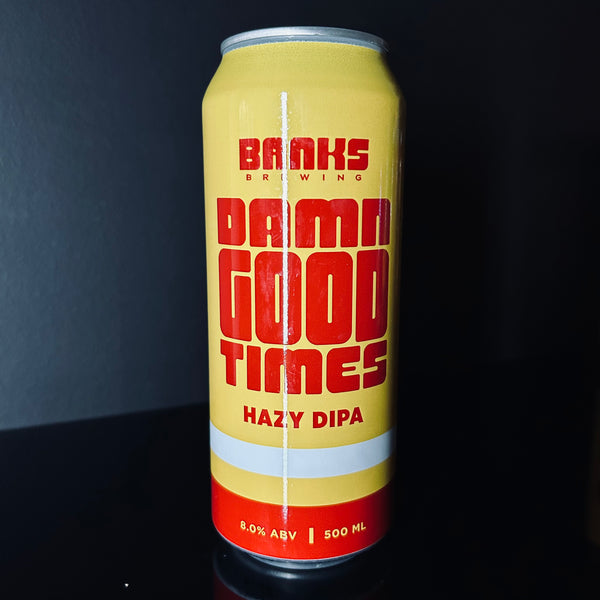 BANKS
BREWING
DAMN
GOOD
TIMES
HAZY DIPA
8.0% ABV | 500 ML